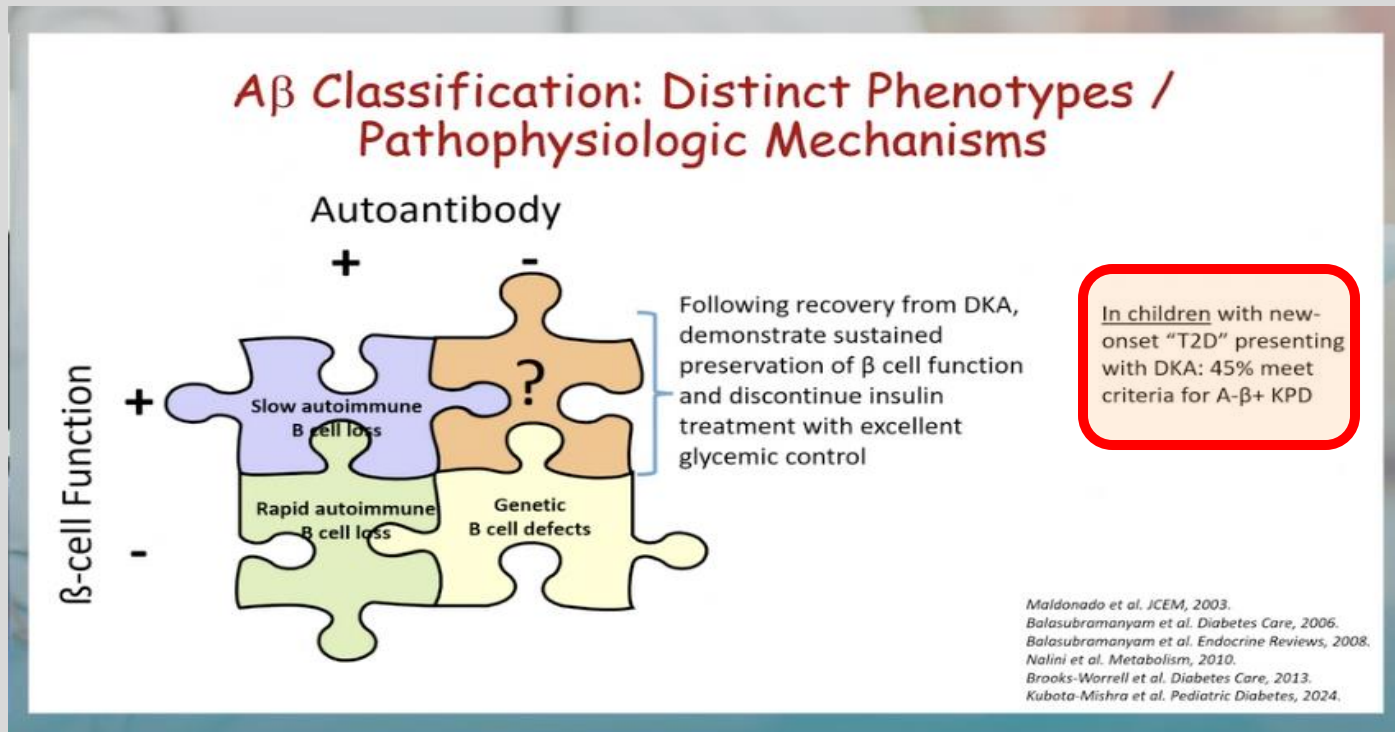 Aβ Classification: Distinct Phenotypes /
Pathophysiologic Mechanisms
Autoantibody
+
-
ß-cell Function
+
-
Slow autoimmune
B cell loss
?
Rapid autoimmune
B cell loss
Genetic
B cell defects
Following recovery from DKA,
demonstrate sustained
preservation of β cell function
and discontinue insulin
treatment with excellent
glycemic control
In children with new-
onset “T2D” presenting
with DKA: 45% meet
criteria for A-β+ KPD
Maldonado et al. JCEM, 2003.
Balasubramanyam et al. Diabetes Care, 2006.
Balasubramanyam et al. Endocrine Reviews, 2008.
Nalini et al. Metabolism, 2010.
Brooks-Worrell et al. Diabetes Care, 2013.
Kubota-Mishra et al. Pediatric Diabetes, 2024.